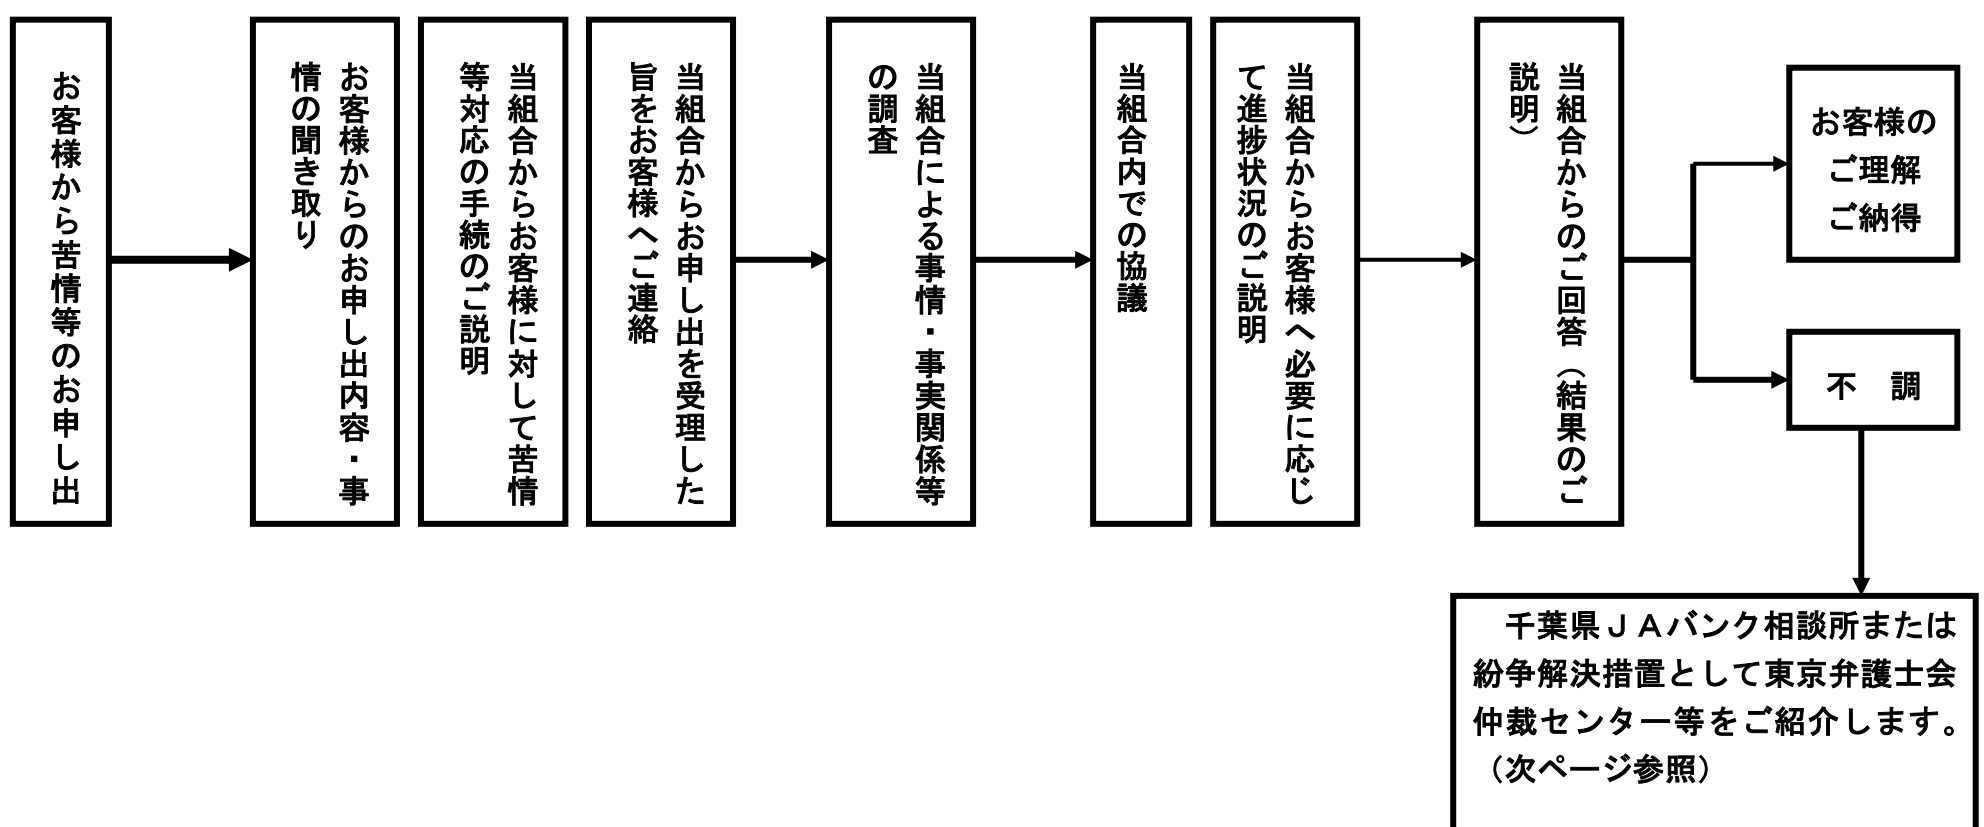 お客様から苦情等のお申し出
お客様からのお申し出内容・事
情の聞き取り
当組合からお客様に対して苦情
等対応の手続のご説明
当組合からお申し出を受理した
旨をお客様へご連絡
当組合による事情・事実関係等
の調査
当組合内での協議
当組合からお客様へ必要に応じ
て進捗状況のご説明
当組合からのご回答（結果のご
説明）
お客様の
ご理解
ご納得
不　調
千葉県ＪＡバンク相談所または
紛争解決措置として東京弁護士会
仲裁センター等をご紹介します。
（次ページ参照）